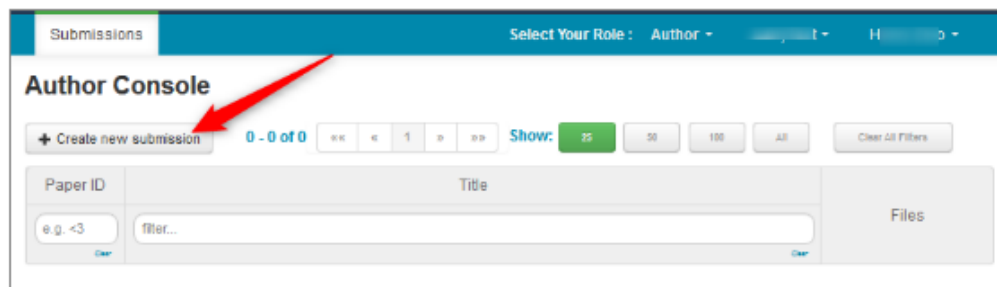 Submissions
Select Your Role : Author
Author Console
+ Create new submission 0 - 0 of 0 «« « 1 » »» Show: 25 50 100 All Clear All Filters
Paper ID Title Files
e.g. <3 filter...
Clear Clear